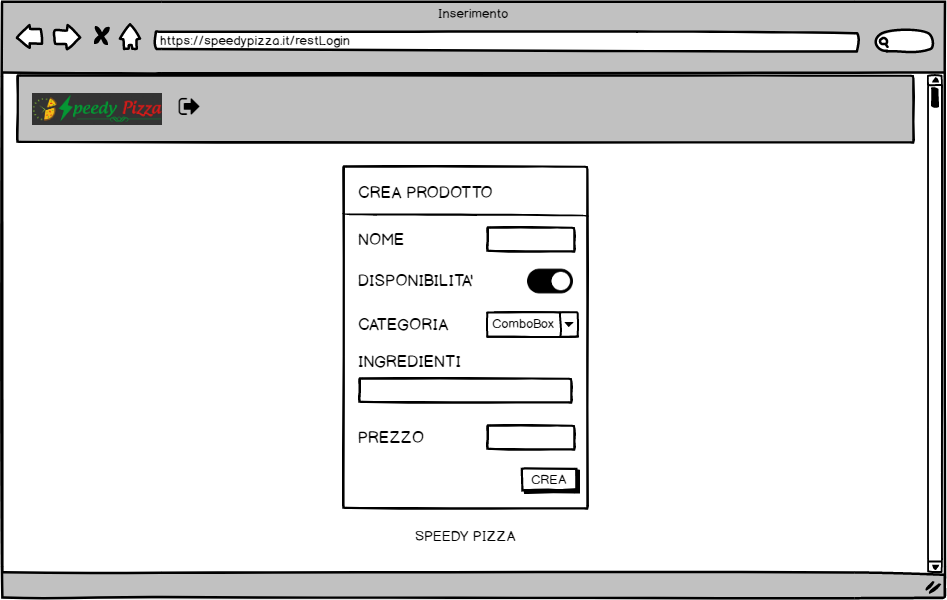 Inserimento
https://speedypizza.it/restLogin
Speedy Pizza
CREA PRODOTTO
NOME
DISPONIBILITA'
CATEGORIA
ComboBox
INGREDIENTI
PREZZO
CREA
SPEEDY PIZZA